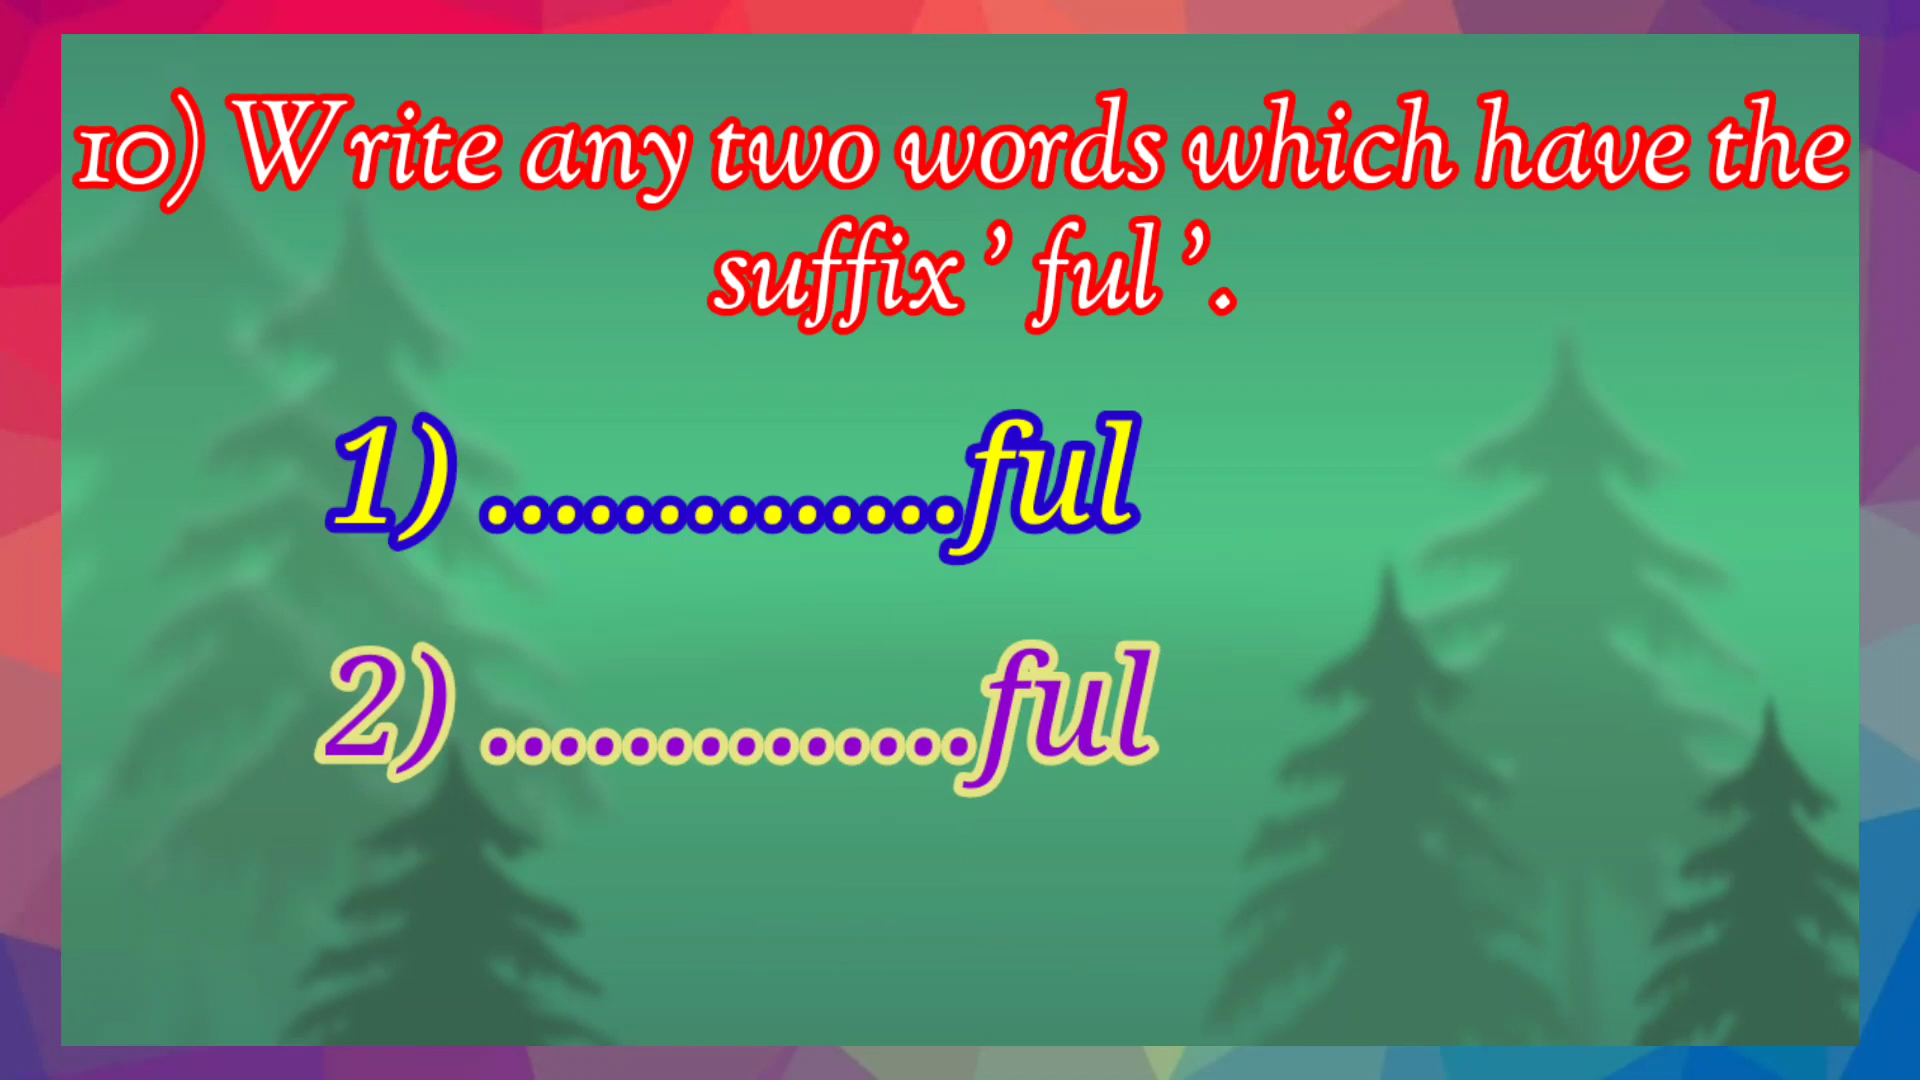 10) Write any two words which have the
suffix ’ ful ’.
1) ..............ful
2) ..............ful